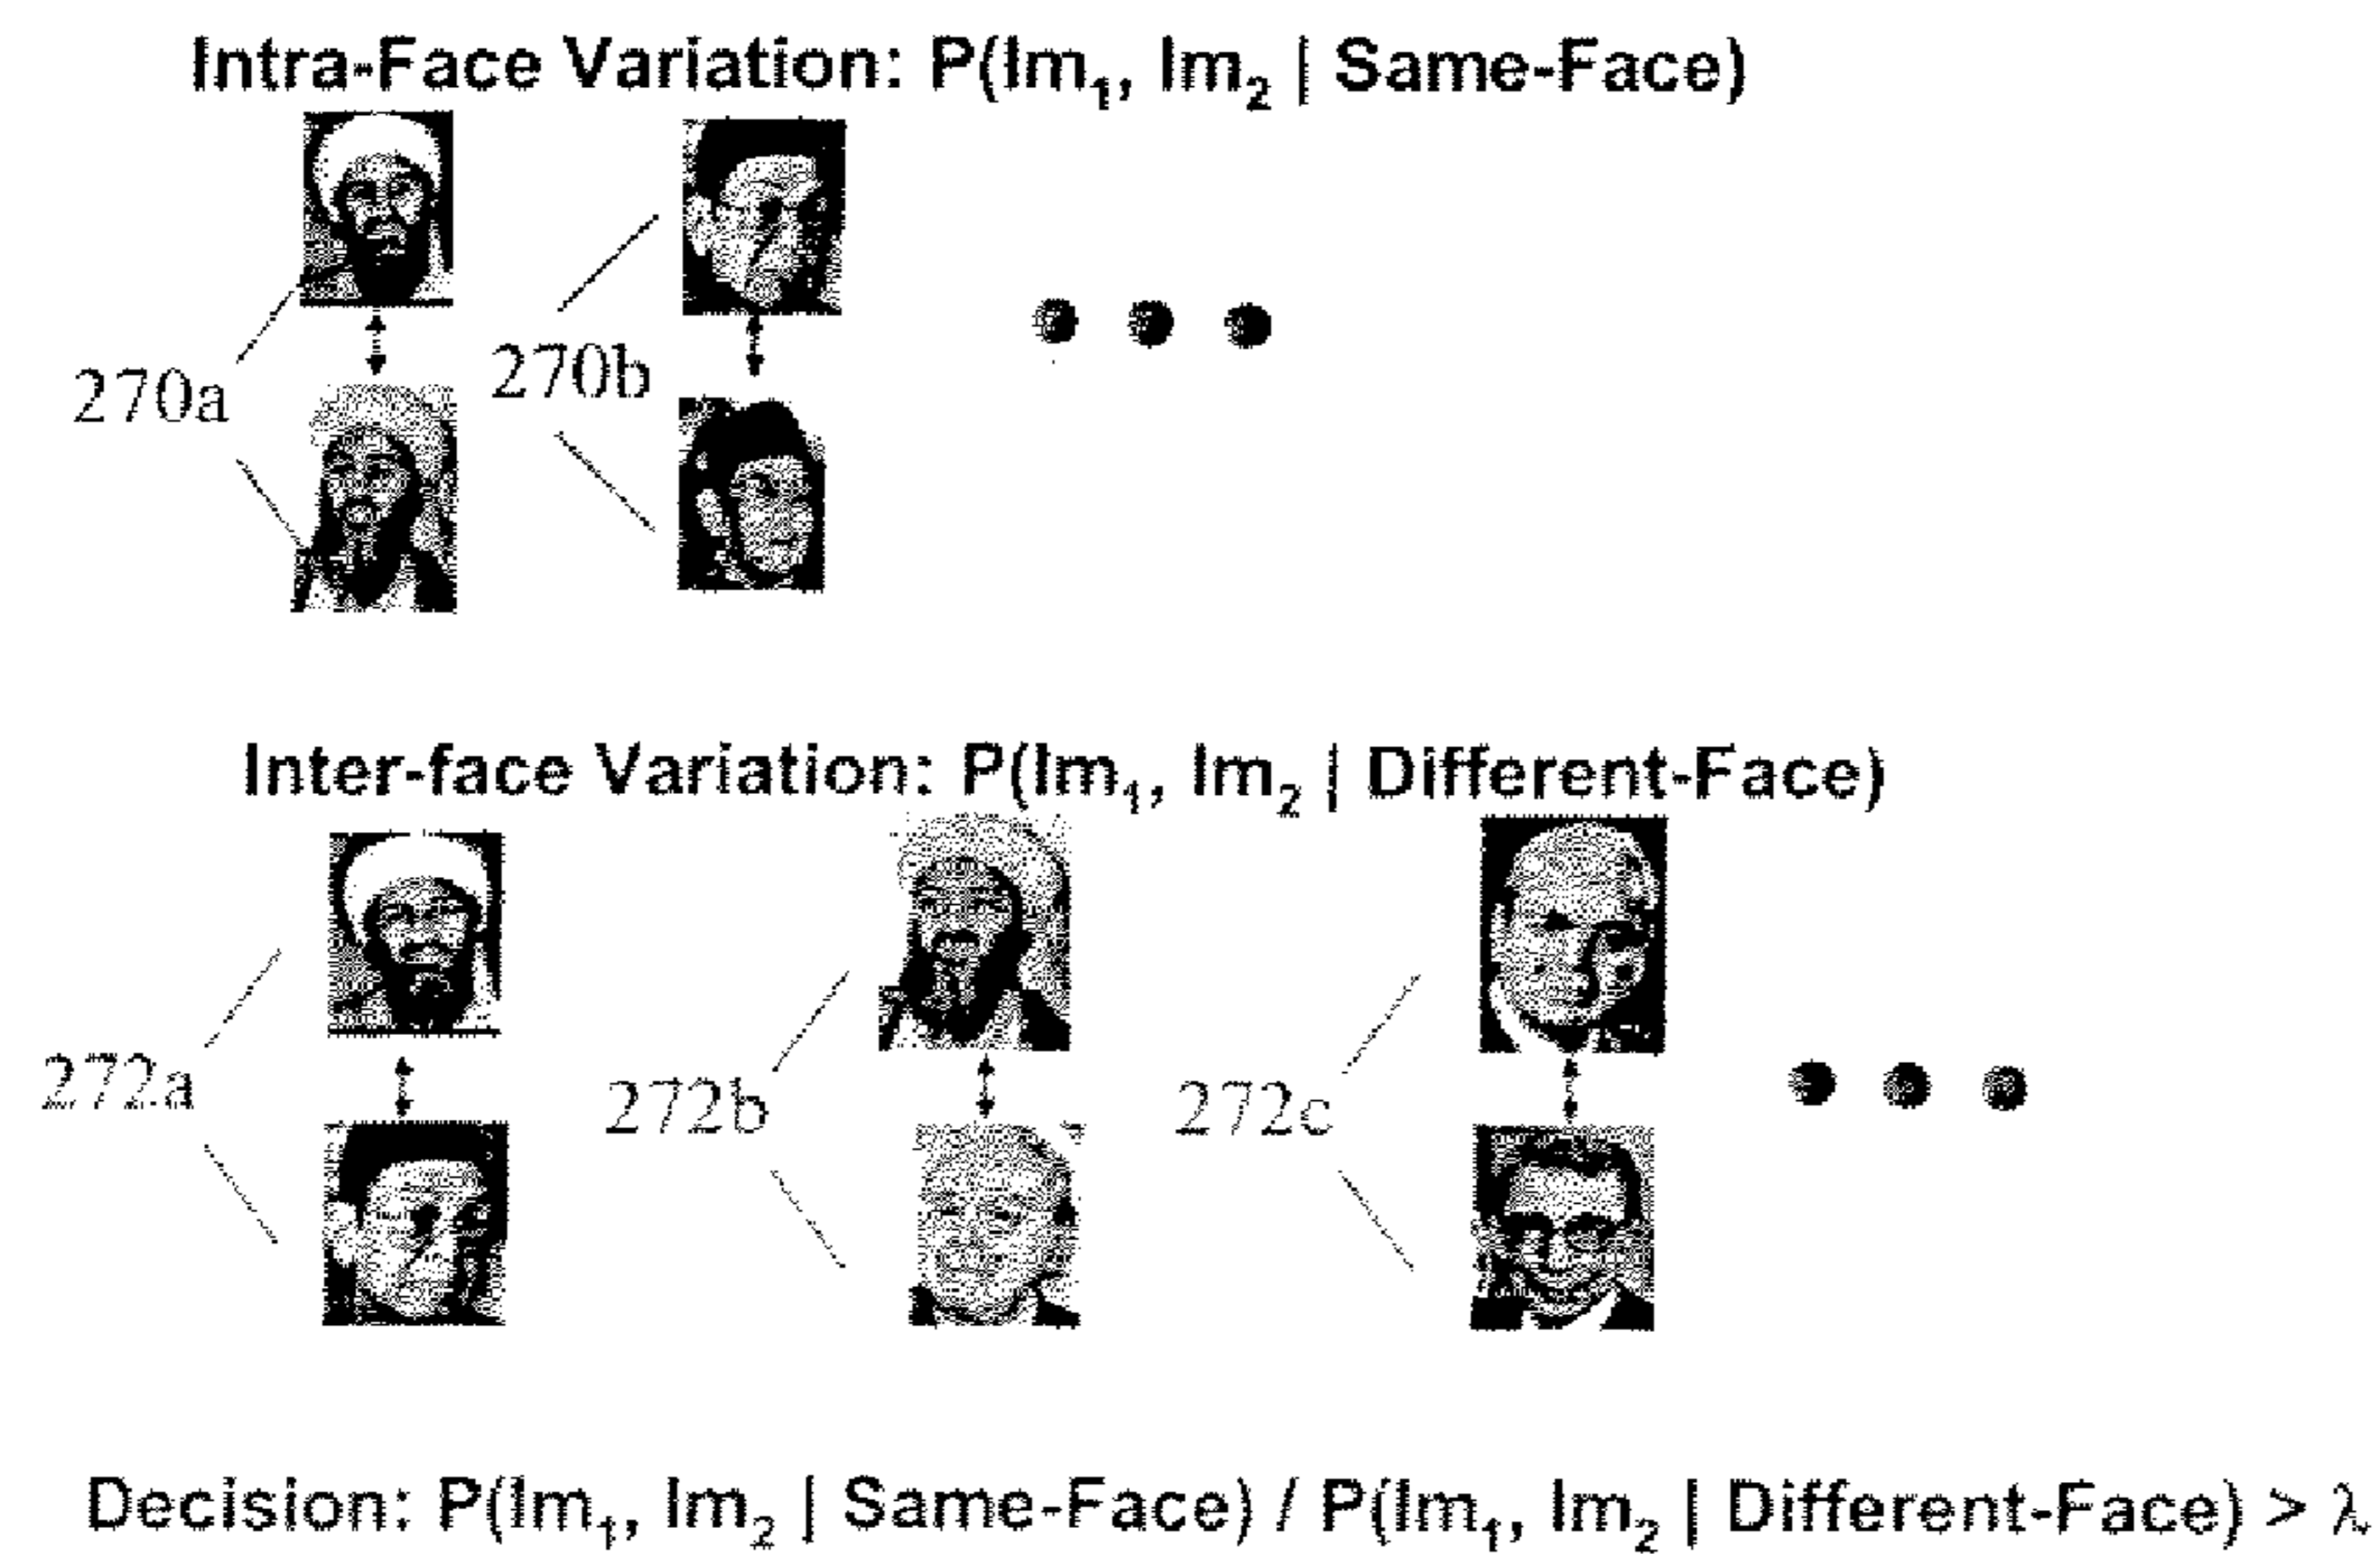 Intra-Face Variation: P(Im₁, Im₂ | Same-Face)
270a
270b
Inter-face Variation: P(Im₁, Im₂ | Different-Face)
272a
272b
272c
Decision: P(Im₁, Im₂ | Same-Face) / P(Im₁, Im₂ | Different-Face) > λ